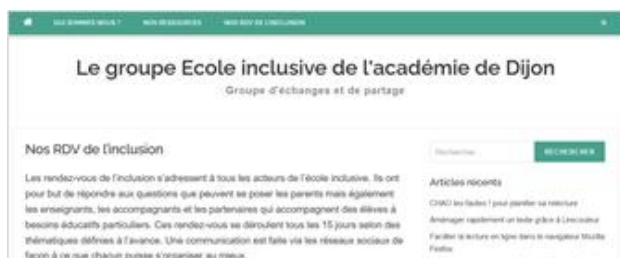 QUI SOMMES NOUS ?
NOS RESSOURCES
NOS RDV DE L'INCLUSION
Le groupe Ecole inclusive de l'académie de Dijon
Groupe d'échanges et de partage
Nos RDV de l'inclusion
Les rendez-vous de l'inclusion s'adressent à tous les acteurs de l'école inclusive. Ils ont
pour but de répondre aux questions que peuvent se poser les parents mais également
les enseignants, les accompagnants et les partenaires qui accompagnent des élèves à
besoins éducatifs particuliers. Ces rendez-vous se déroulent tous les 15 jours selon des
thématiques définies à l'avance. Une communication est faite via les réseaux sociaux de
façon à ce que chacun puisse s'organiser au mieux.
Rechercher
RECHERCHER
Articles récents
CHAO les fautes ! pour planifier sa relecture
Aménager rapidement un texte grâce à Lirecouleur
Faciliter la lecture en ligne dans le navigateur Mozilla
Firefox